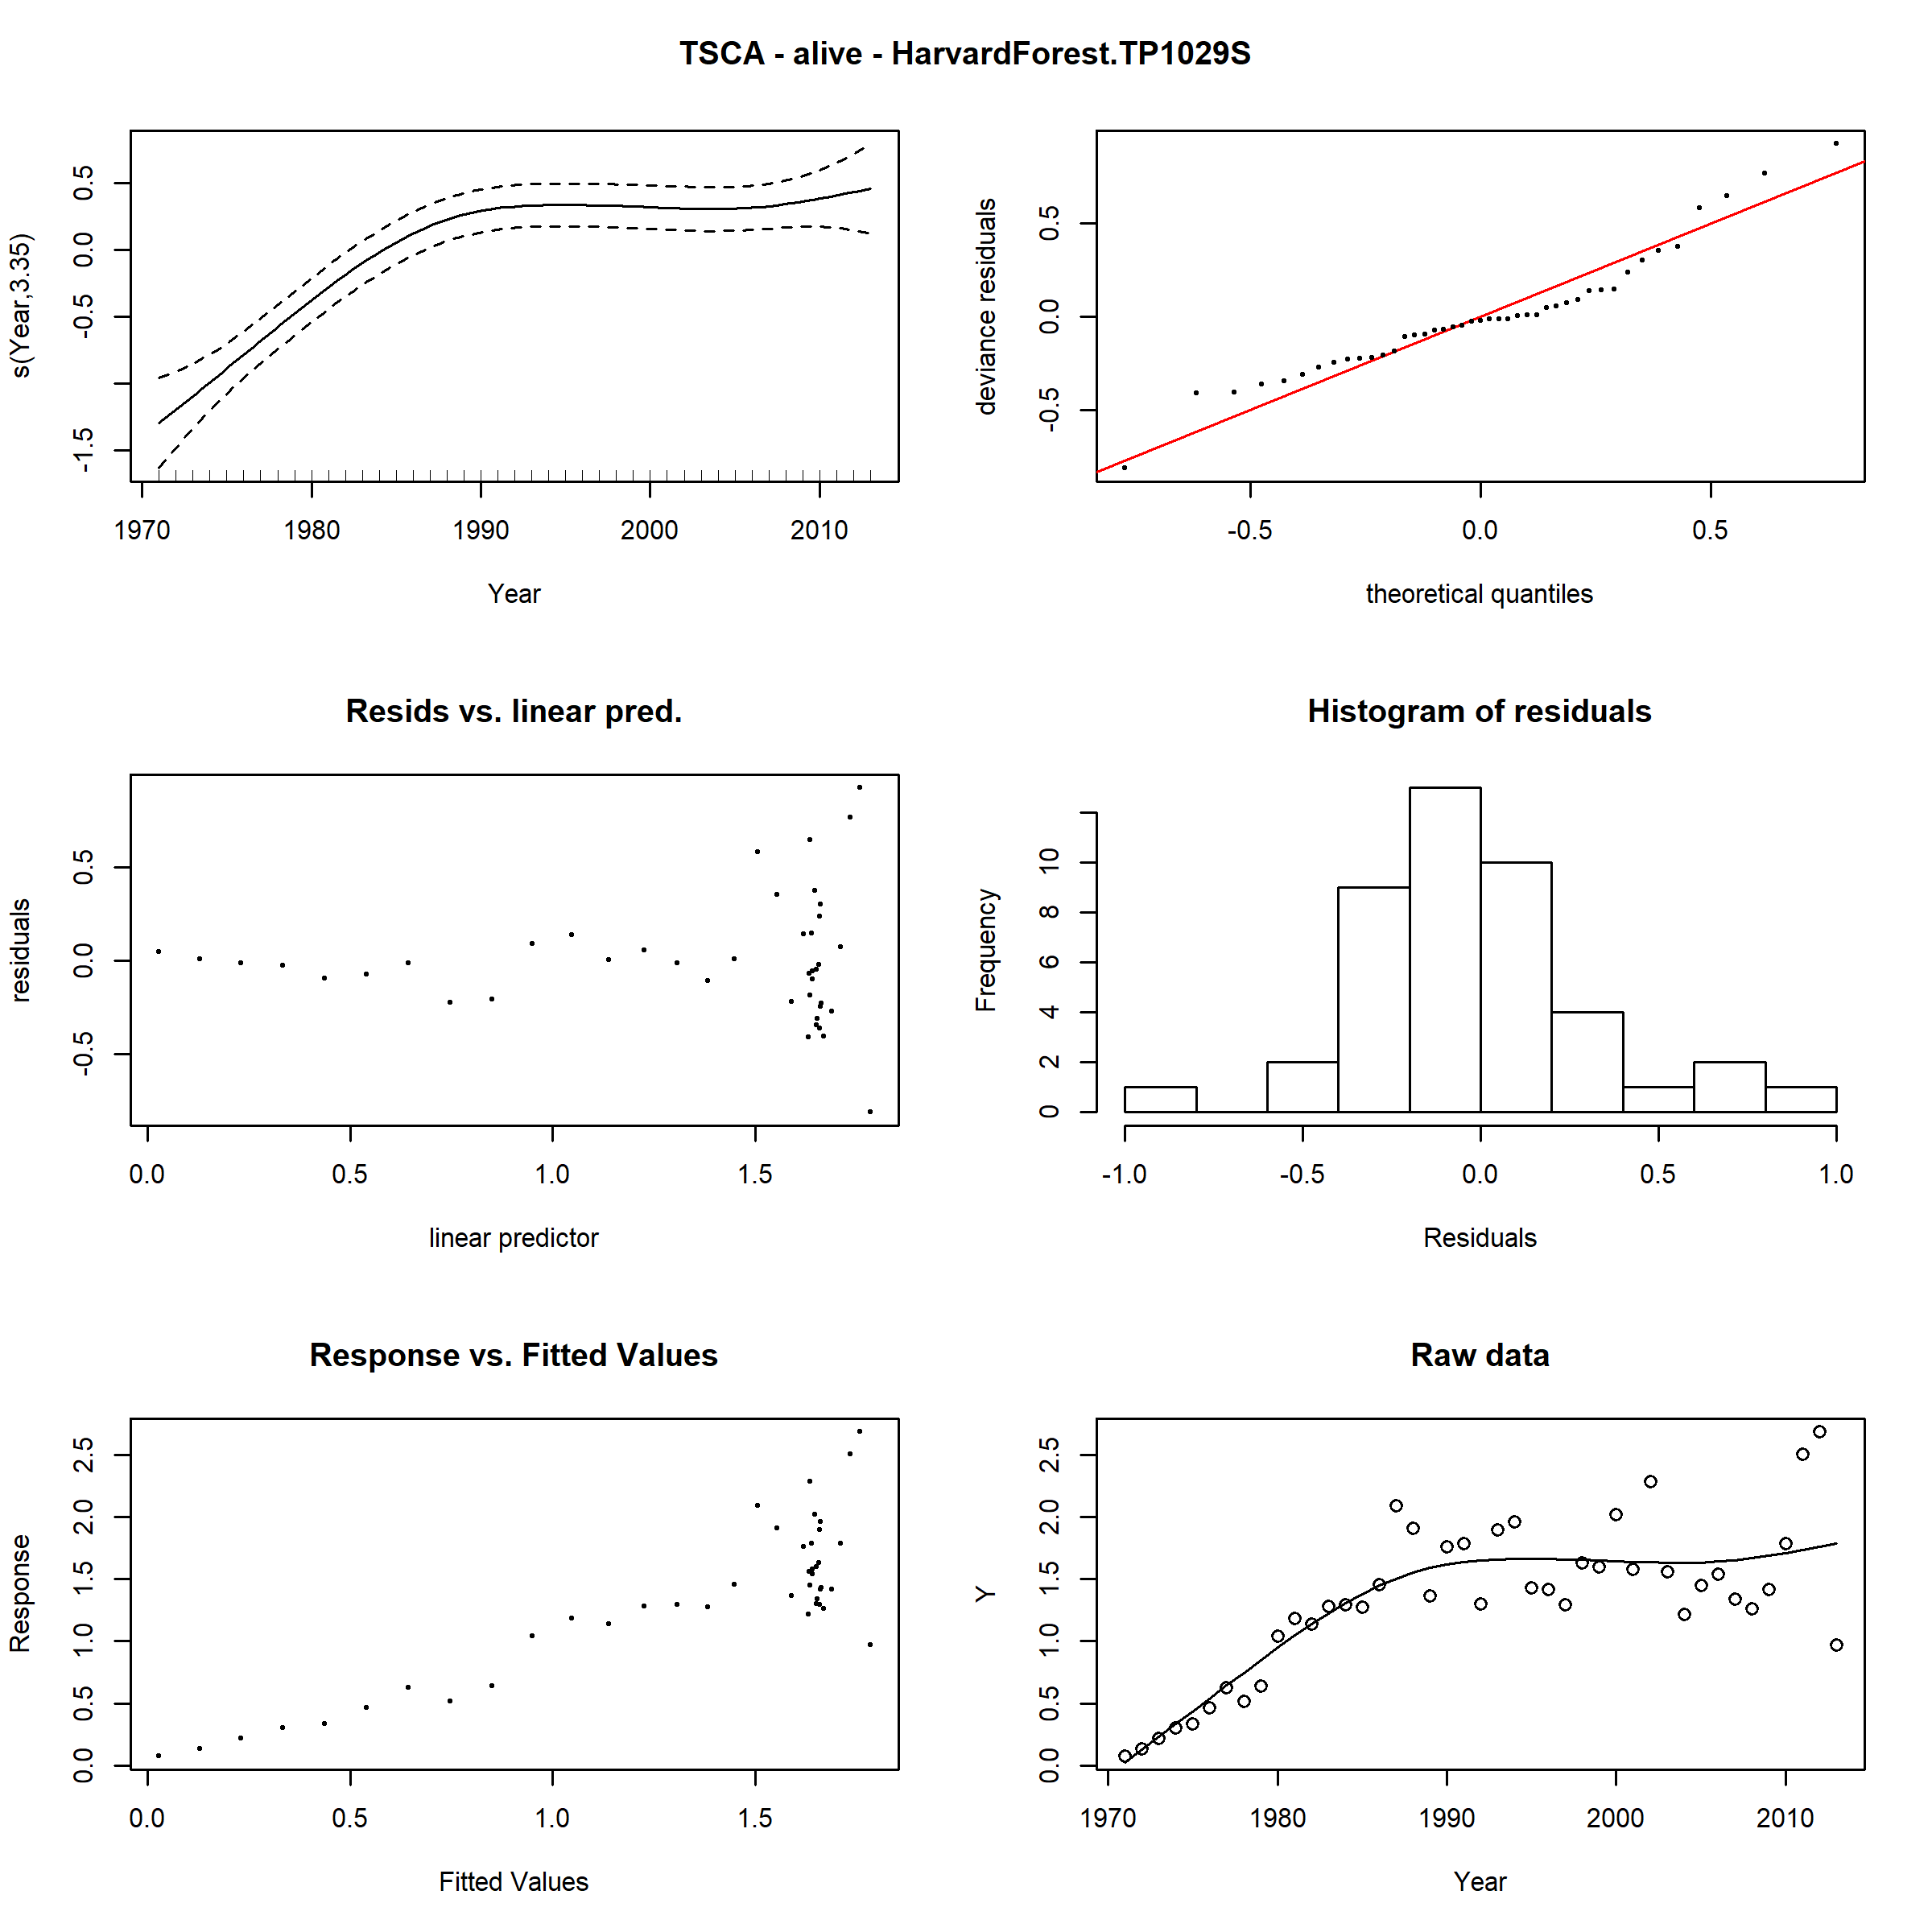 TSCA - alive - HarvardForest.TP1029S
s(Year,3.35)
0.5
0.0
-0.5
-1.5
1970 1980 1990 2000 2010
Year
deviance residuals
0.5
0.0
-0.5
-0.5 0.0 0.5
theoretical quantiles
Resids vs. linear pred.
residuals
0.5
0.0
-0.5
0.0 0.5 1.0 1.5
linear predictor
Histogram of residuals
Frequency
10
8
6
4
2
0
-1.0 -0.5 0.0 0.5 1.0
Residuals
Response vs. Fitted Values
Response
2.5
2.0
1.5
1.0
0.5
0.0
0.0 0.5 1.0 1.5
Fitted Values
Raw data
Y
2.5
2.0
1.5
1.0
0.5
0.0
1970 1980 1990 2000 2010
Year